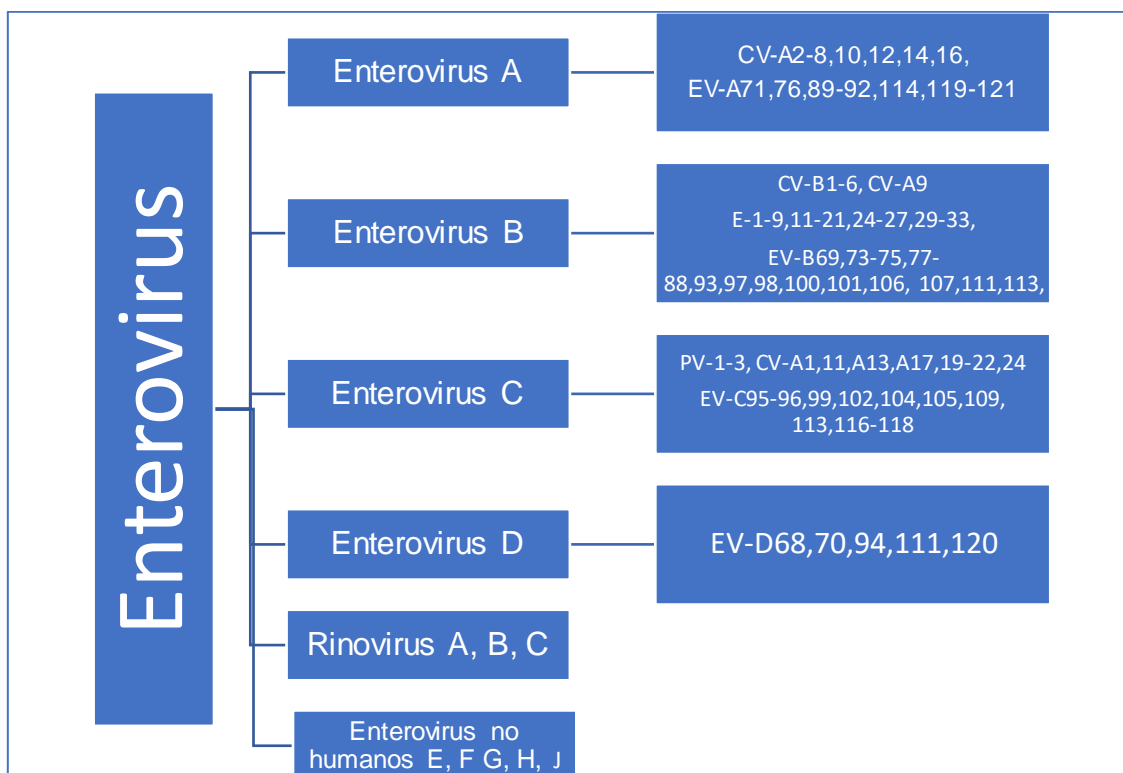 Enterovirus
Enterovirus A
CV-A2-8,10,12,14,16,
EV-A71,76,89-92,114,119-121
Enterovirus B
CV-B1-6, CV-A9
E-1-9,11-21,24-27,29-33,
EV-B69,73-75,77-
88,93,97,98,100,101,106, 107,111,113,
Enterovirus C
PV-1-3, CV-A1,11,A13,A17,19-22,24
EV-C95-96,99,102,104,105,109,
113,116-118
Enterovirus D
EV-D68,70,94,111,120
Rinovirus A, B, C
Enterovirus no
humanos E, F G, H, J